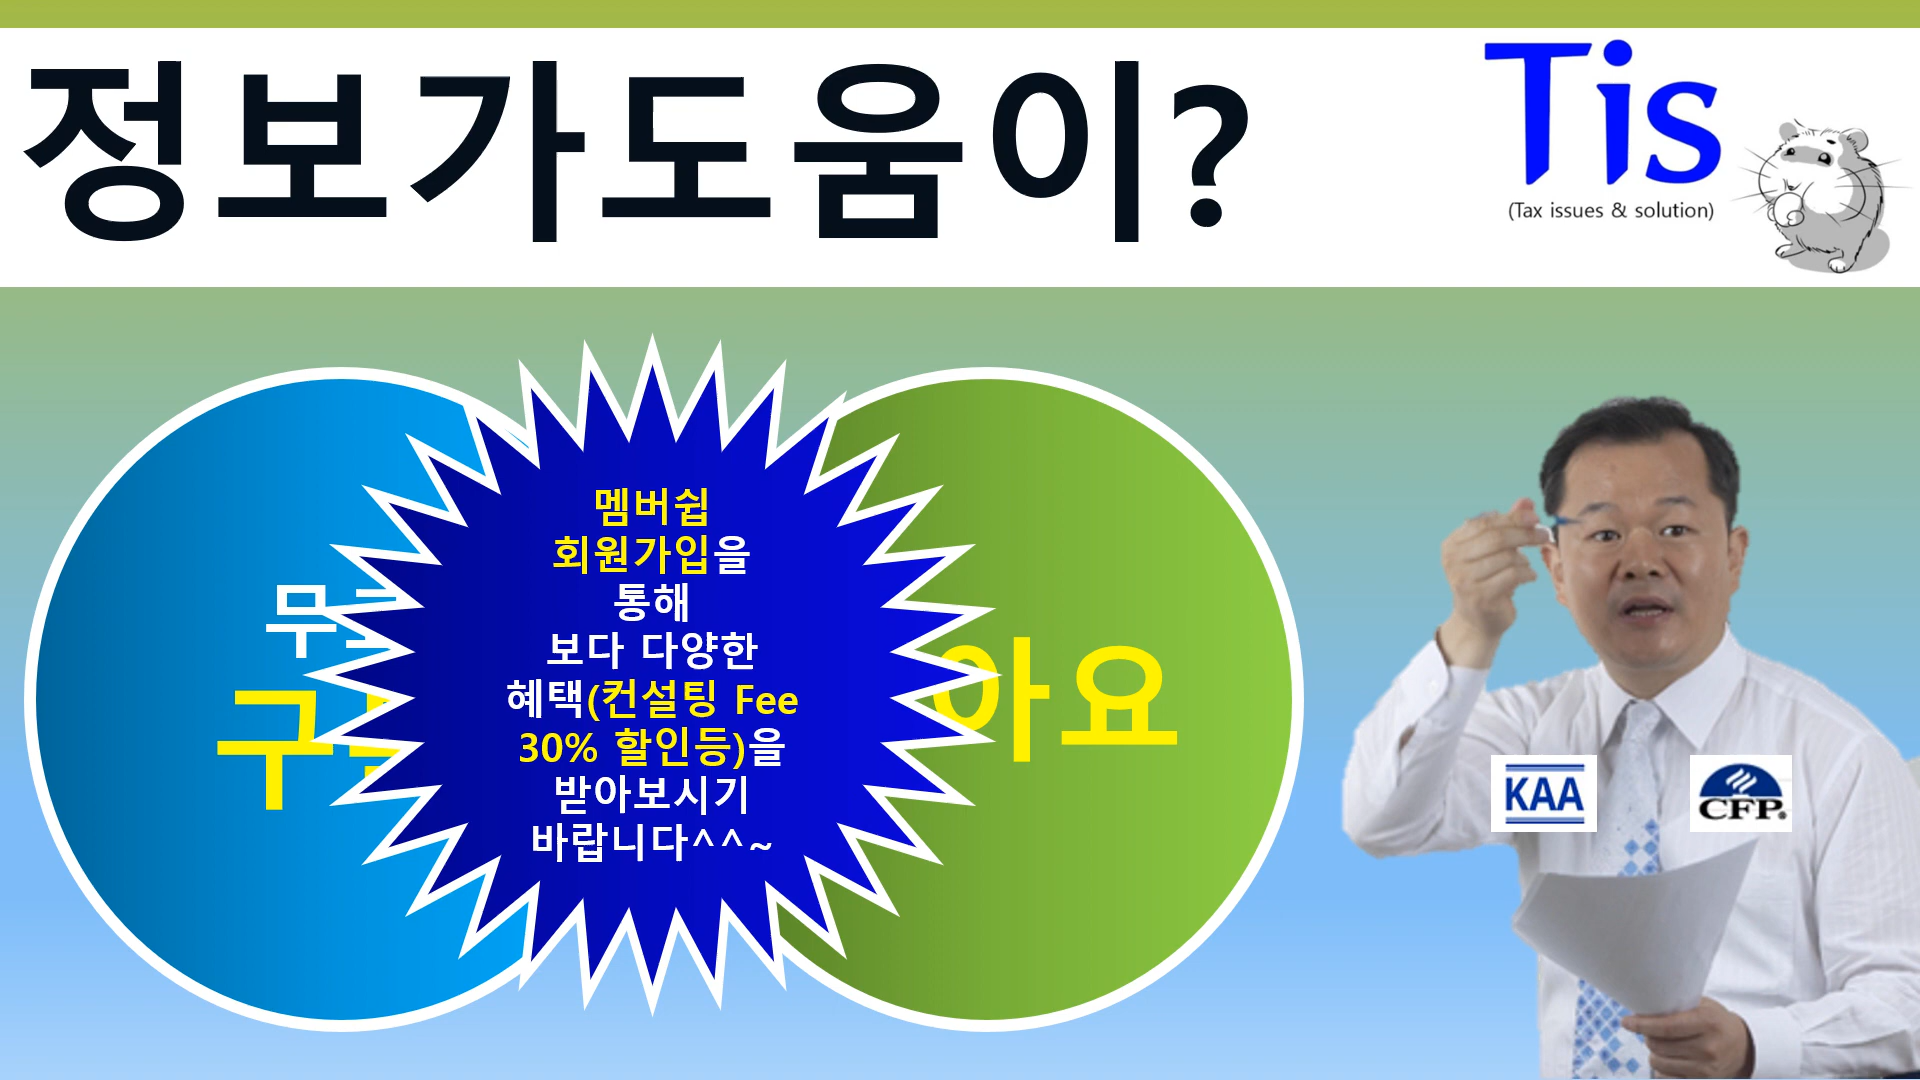 정보가도움이?
Tis
(Tax issues & solution)
멤버쉽
회원가입을
통해
보다 다양한
혜택(컨설팅 Fee
30% 할인등)을
받아보시기
바랍니다^^~
무
구
아요
KAA
CFP®